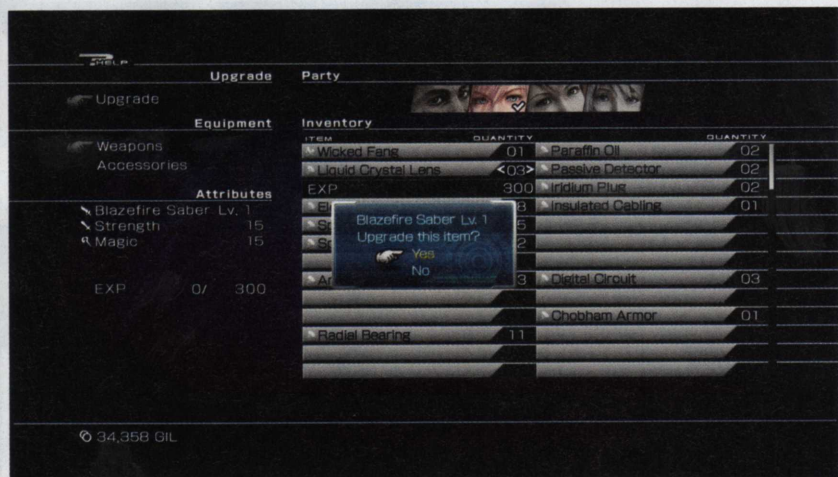 HELP
Upgrade Party
Upgrade
Equipment Inventory
ITEM QUANTITY QUANTITY
Weapons
Accessories
Wicked Fang 01 Paraffin Oil 02
Liquid Crystal Lens <03> Passive Detector 02
EXP 300 Iridium Plug 02
Insulated Cabling 01
Attributes
Blazefire Saber Lv. 1
Strength 15
Magic 15
EXP 0/ 300
Blazefire Saber Lv. 1
Upgrade this item?
Yes
No
Digital Circuit 03
Chobham Armor 01
Radial Bearing 11
34,358 GIL